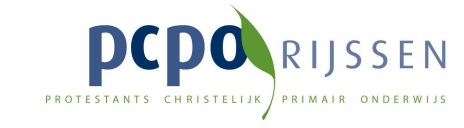 pcpo RIJSSEN
PROTESTANTS CHRISTELIJK PRIMAIR ONDERWIJS